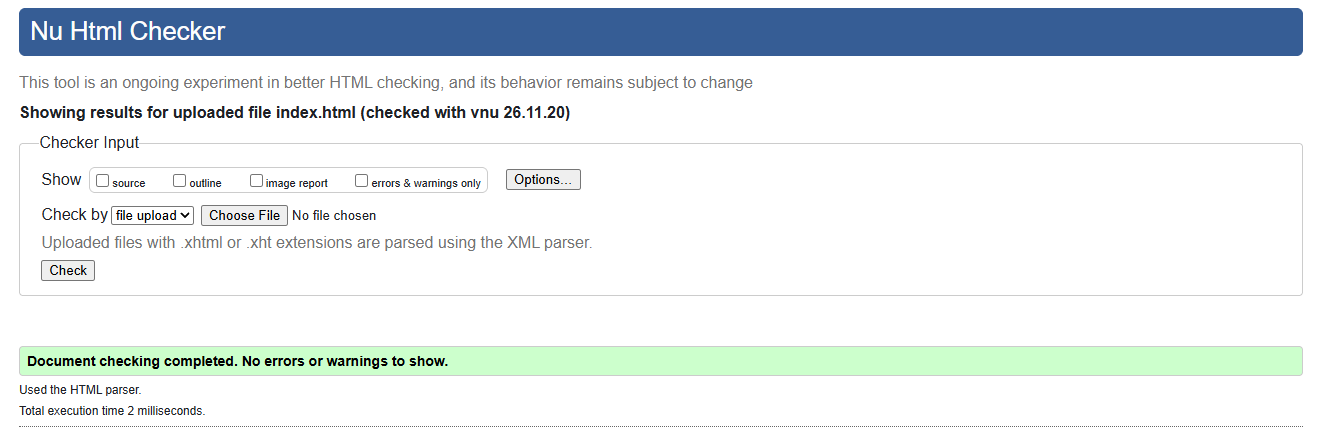 Nu Html Checker
This tool is an ongoing experiment in better HTML checking, and its behavior remains subject to change
Showing results for uploaded file index.html (checked with vnu 26.11.20)
Checker Input
Show source outline image report errors & warnings only Options...
Check by file upload Choose File No file chosen
Uploaded files with .xhtml or .xht extensions are parsed using the XML parser.
Check
Document checking completed. No errors or warnings to show.
Used the HTML parser.
Total execution time 2 milliseconds.